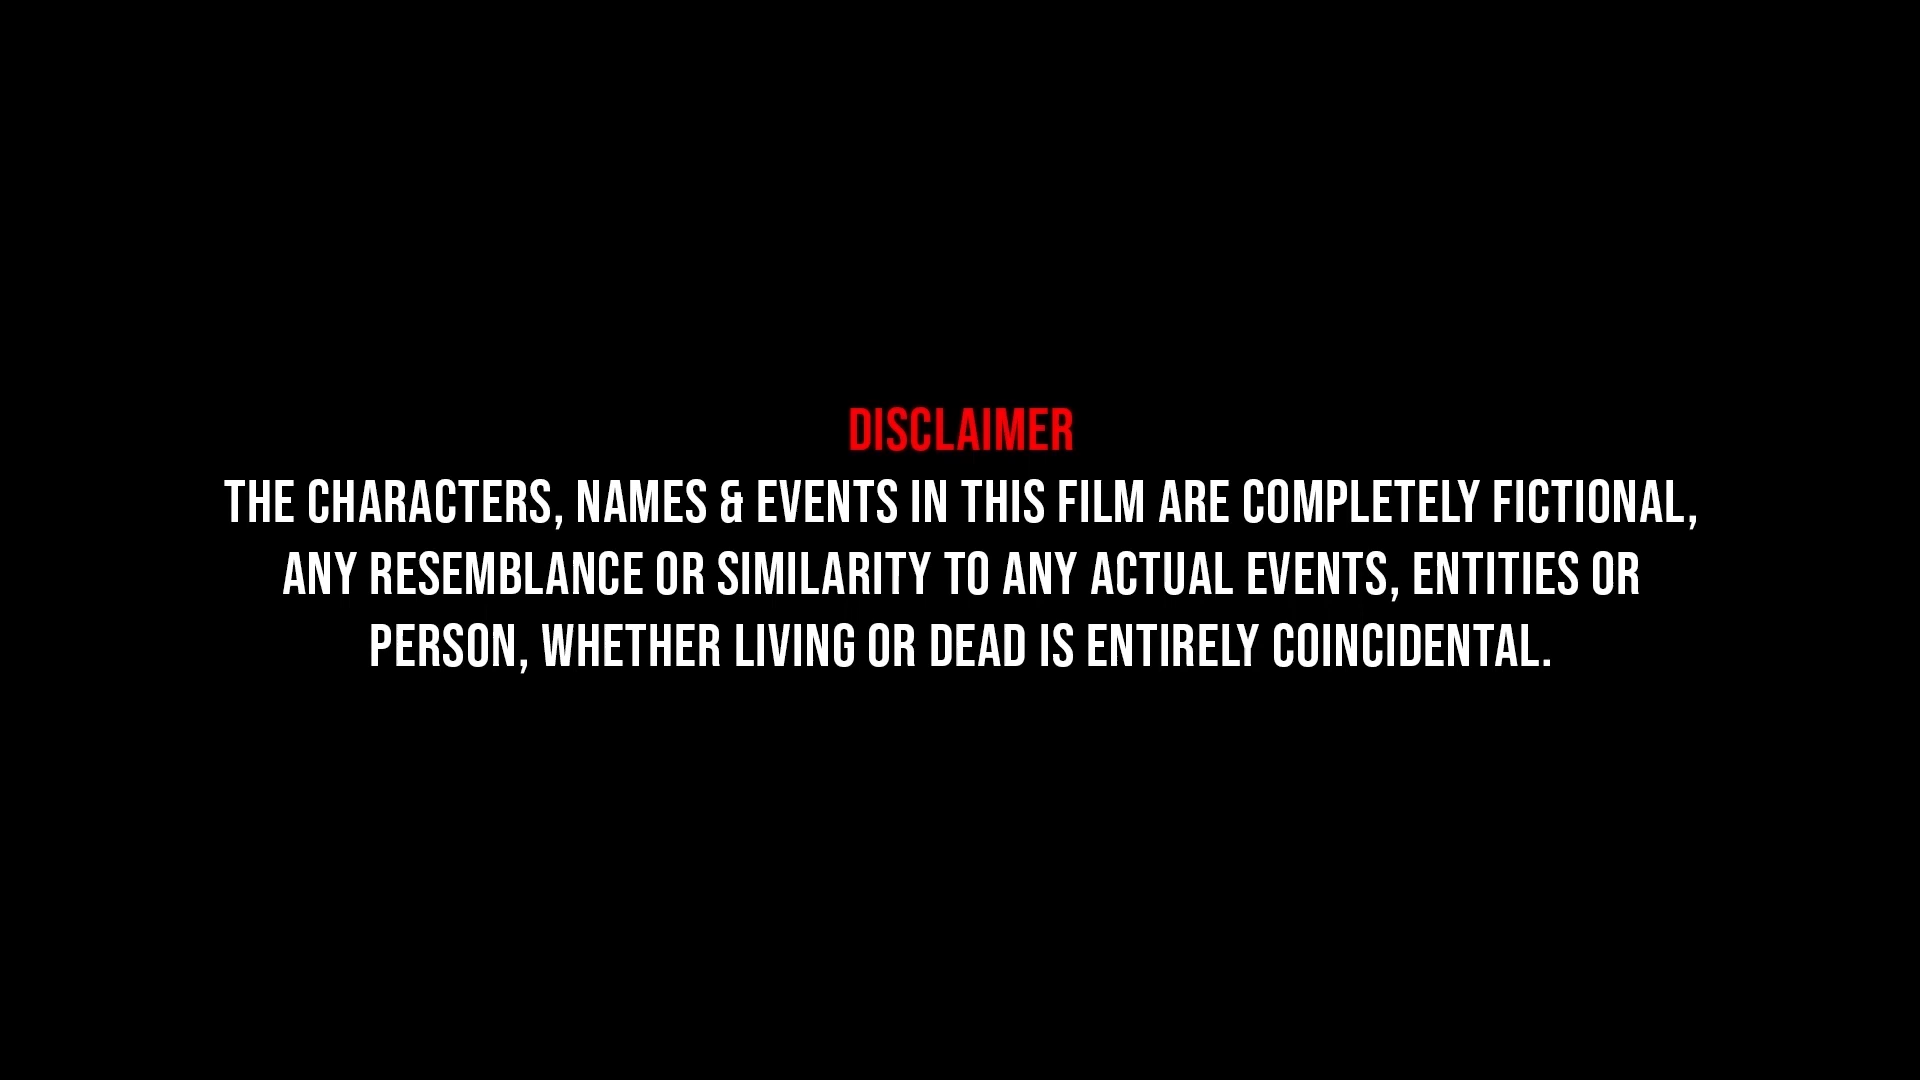 DISCLAIMER
THE CHARACTERS, NAMES & EVENTS IN THIS FILM ARE COMPLETELY FICTIONAL,
ANY RESEMBLANCE OR SIMILARITY TO ANY ACTUAL EVENTS, ENTITIES OR
PERSON, WHETHER LIVING OR DEAD IS ENTIRELY COINCIDENTAL.